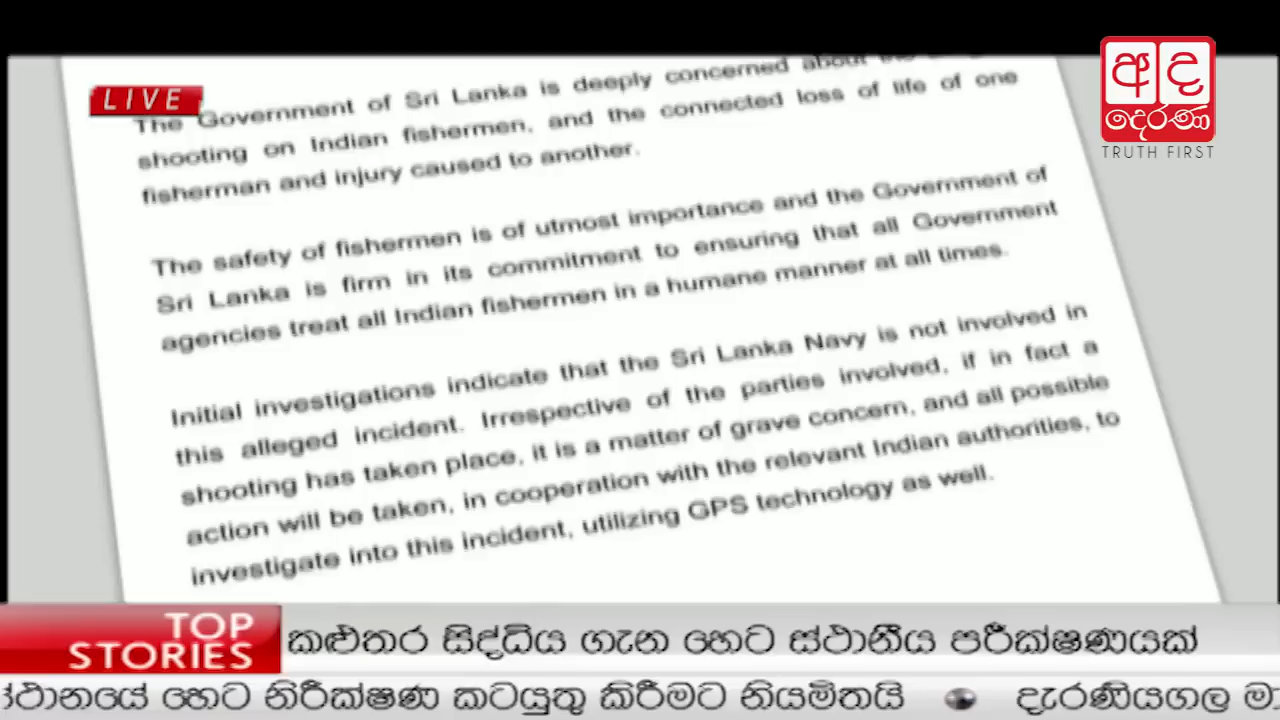 LIVE
අද
දෙරණ
TRUTH FIRST
The Government of Sri Lanka is deeply concerned about the
shooting on Indian fishermen, and the connected loss of life of one
fisherman and injury caused to another.
The safety of fishermen is of utmost importance and the Government of
Sri Lanka is firm in its commitment to ensuring that all Government
agencies treat all Indian fishermen in a humane manner at all times.
Initial investigations indicate that the Sri Lanka Navy is not involved in
this alleged incident. Irrespective of the parties involved, if in fact a
shooting has taken place, it is a matter of grave concern, and all possible
action will be taken, in cooperation with the relevant Indian authorities, to
investigate into this incident, utilizing GPS technology as well.
TOP
STORIES
කළුතර සිද්ධිය ගැන හෙට ස්ථානීය පරීක්ෂණයක්
ස්ථානයේ හෙට නිරීක්ෂණ කටයුතු කිරීමට නියමිතයි දැරණියගල මා